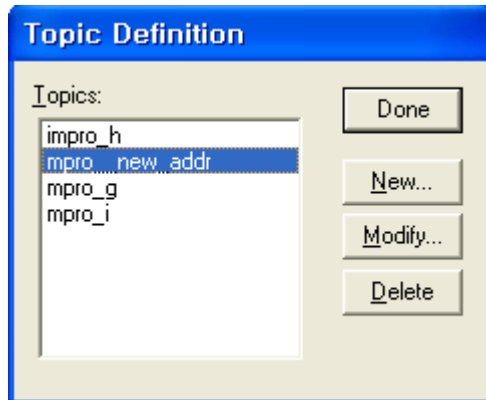 Topic Definition
Topics:
impro_h
mpro__new_addr
mpro_g
mpro_i
Done
New...
Modify...
Delete